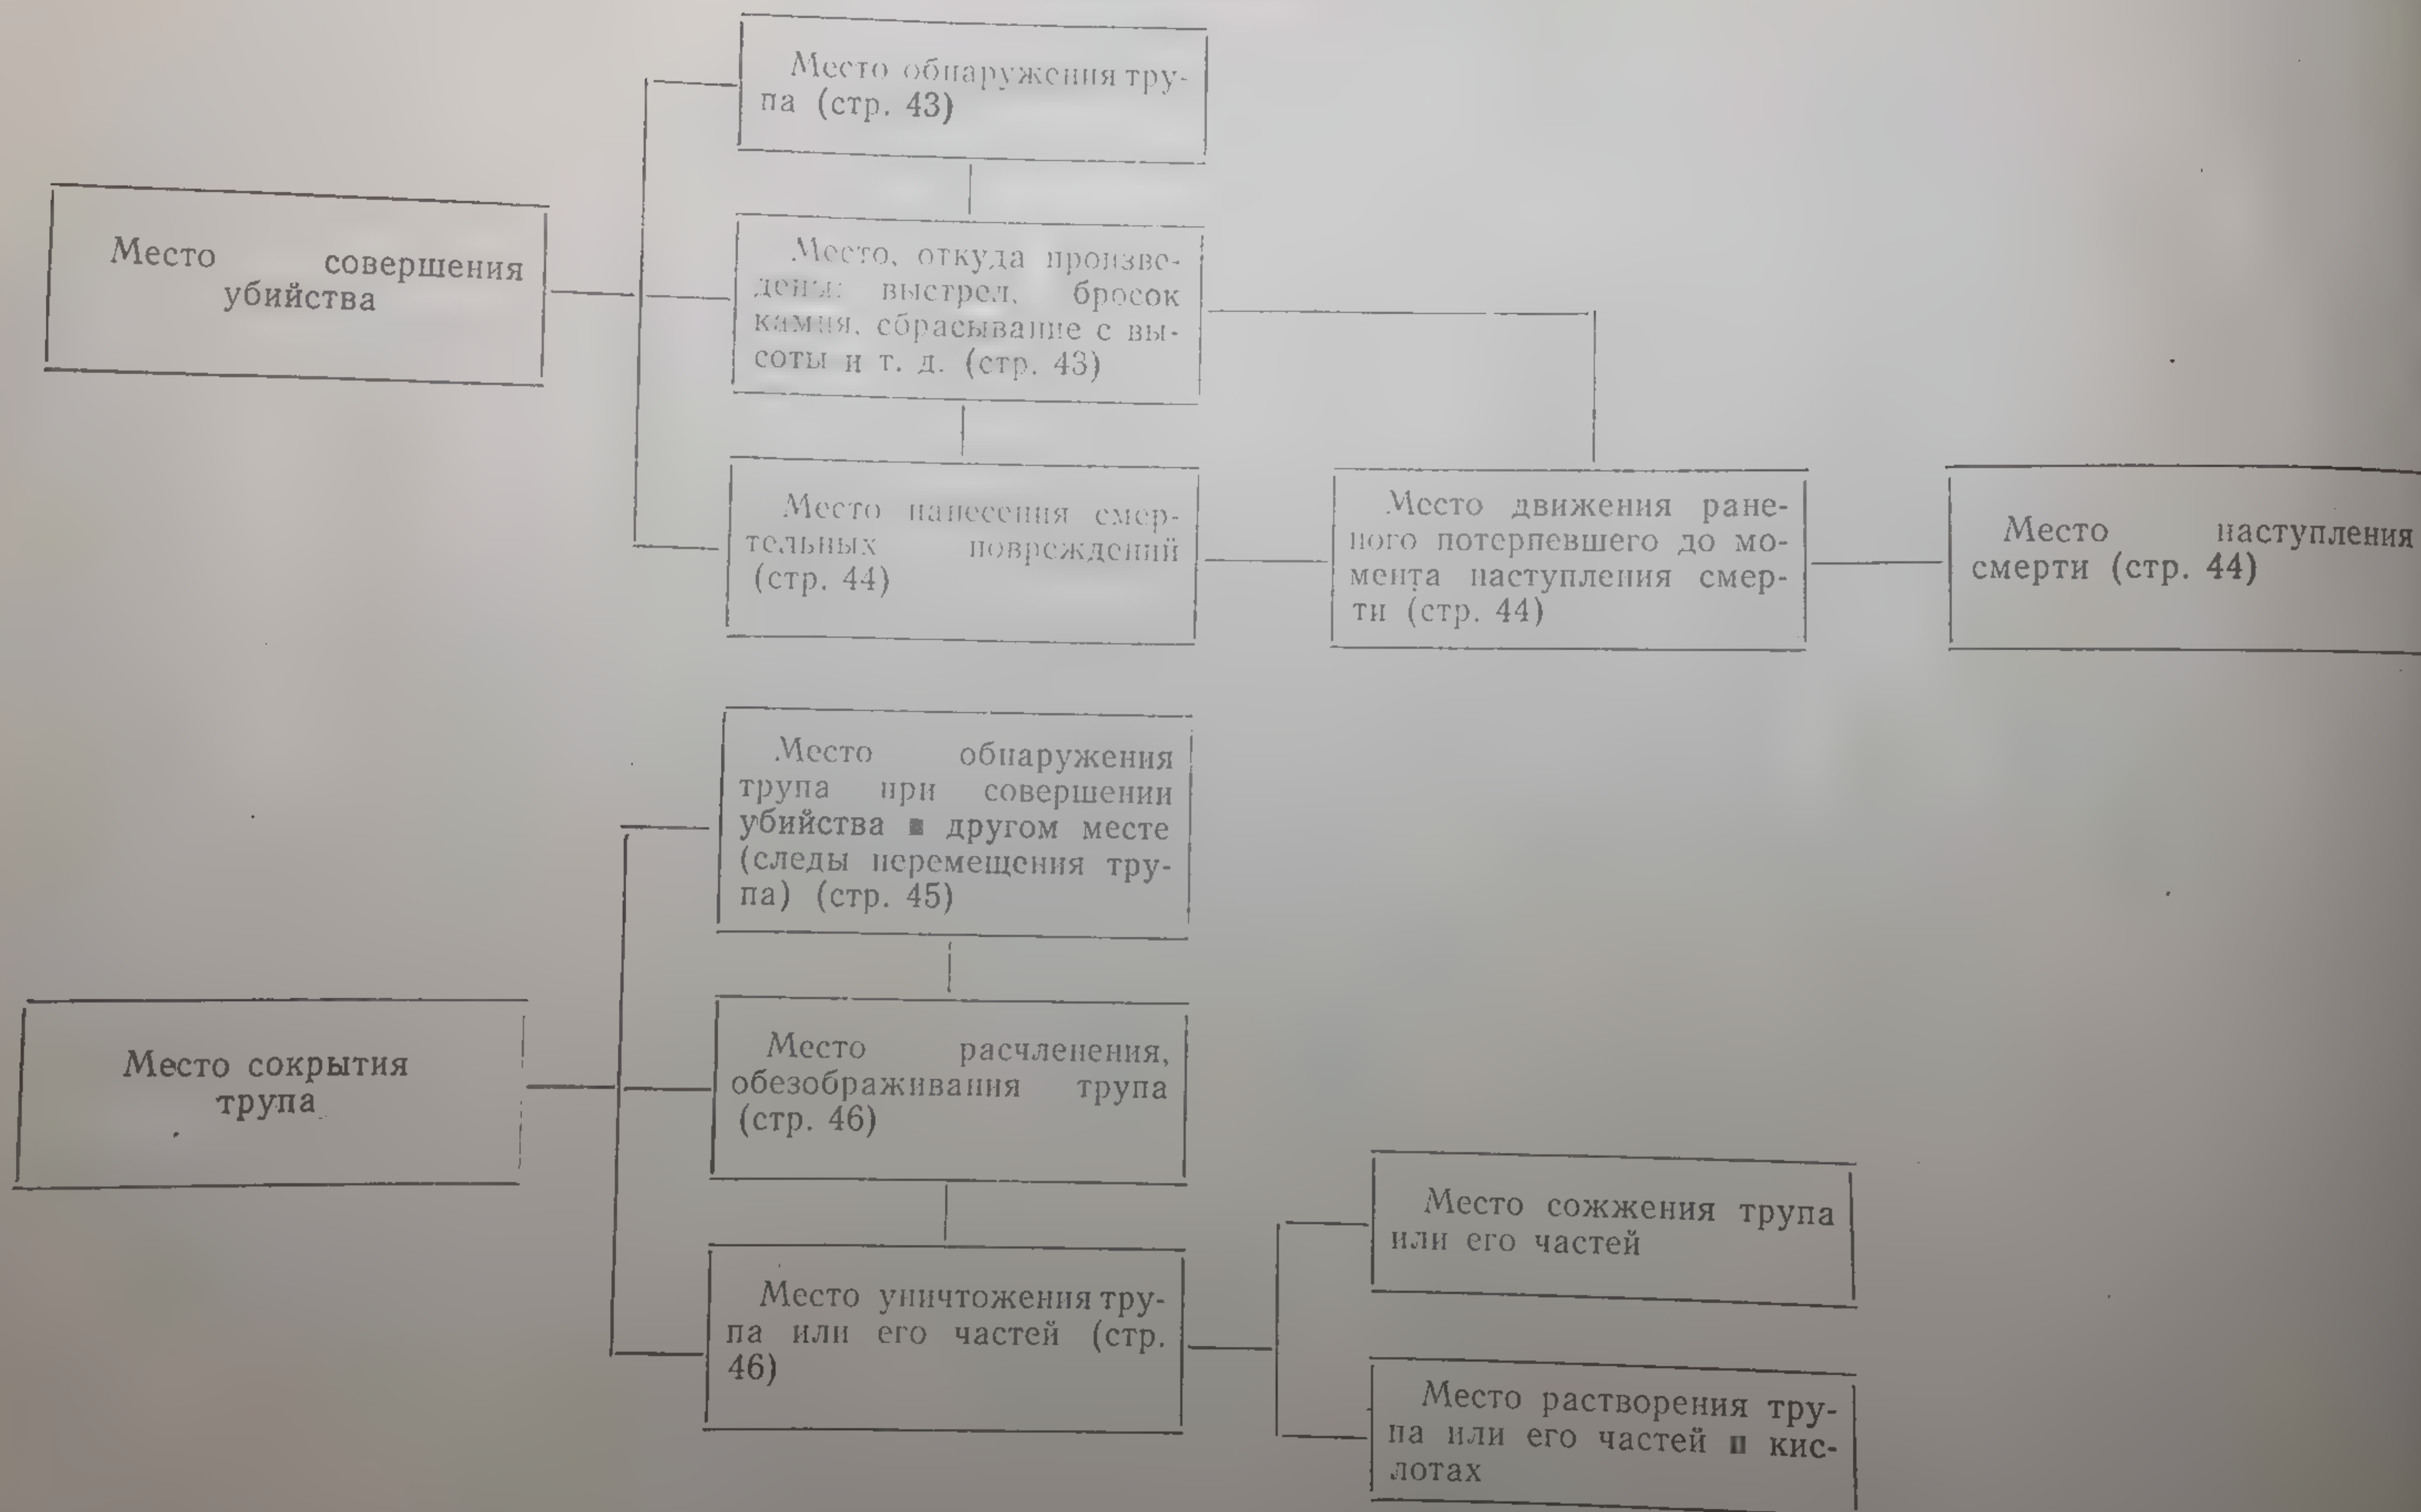 Место обнаружения тру-
па (стр. 43)
Место совершения
убийства
Место, откуда произве-
дены: выстрел, бросок
камня, сбрасывание с вы-
соты и т. д. (стр. 43)
Место нанесения смер-
тельных повреждений
(стр. 44)
Место движения ране-
ного потерпевшего до мо-
мента наступления смер-
ти (стр. 44)
Место наступления
смерти (стр. 44)
Место обнаружения
трупа при совершении
убийства в другом месте
(следы перемещения тру-
па) (стр. 45)
Место сокрытия
трупа
Место расчленения,
обезображивания трупа
(стр. 46)
Место уничтожения тру-
па или его частей (стр.
46)
Место сожжения трупа
или его частей
Место растворения тру-
па или его частей в кис-
лотах